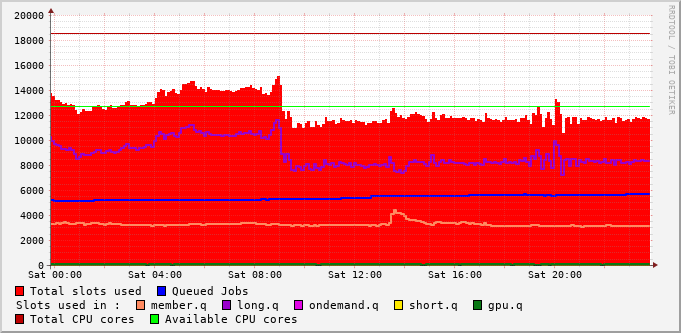 RRDTOOL / TOBI OETIKER
20000
18000
16000
14000
12000
10000
8000
6000
4000
2000
0
Sat 00:00 Sat 04:00 Sat 08:00 Sat 12:00 Sat 16:00 Sat 20:00
Total slots used Queued Jobs
Slots used in : member.q long.q ondemand.q short.q gpu.q
Total CPU cores Available CPU cores